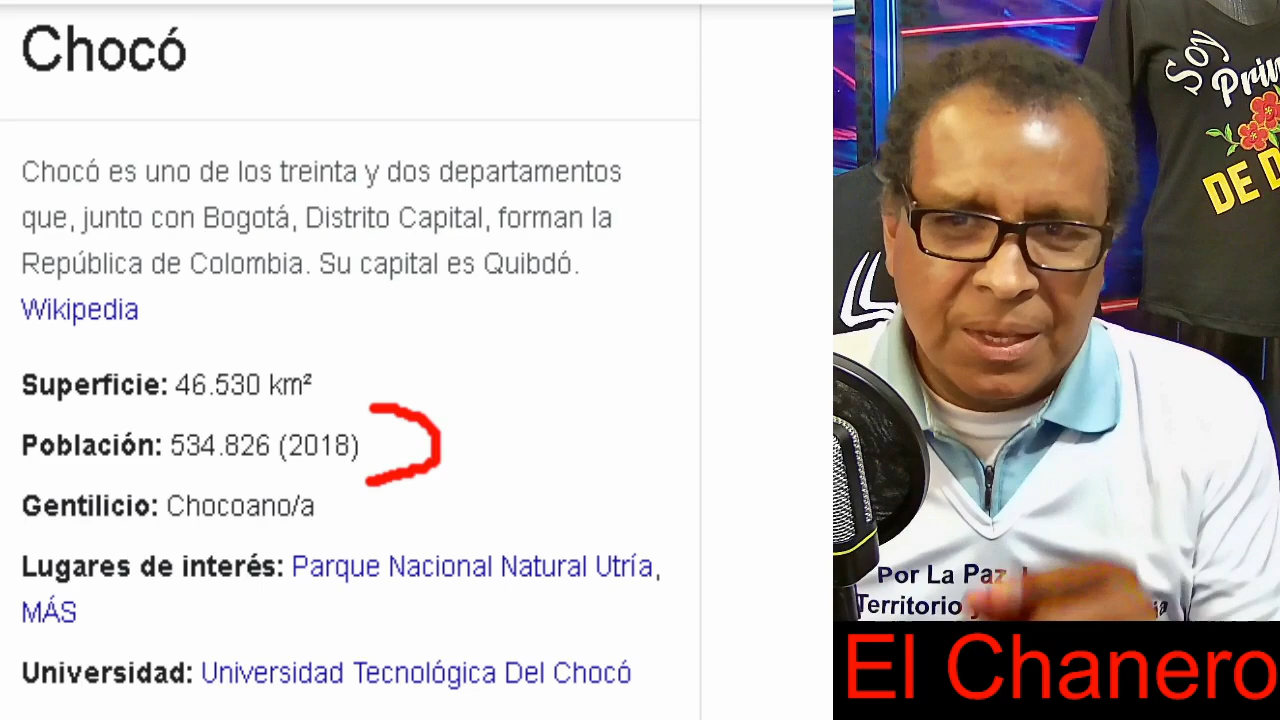 Chocó
Chocó es uno de los treinta y dos departamentos
que, junto con Bogotá, Distrito Capital, forman la
República de Colombia. Su capital es Quibdó.
Wikipedia
Superficie: 46.530 km²
Población: 534.826 (2018)
Gentilicio: Chocoano/a
Lugares de interés: Parque Nacional Natural Utría,
MÁS
Universidad: Universidad Tecnológica Del Chocó
Soy
DE
Por La Paz
Territorio
El Chanero